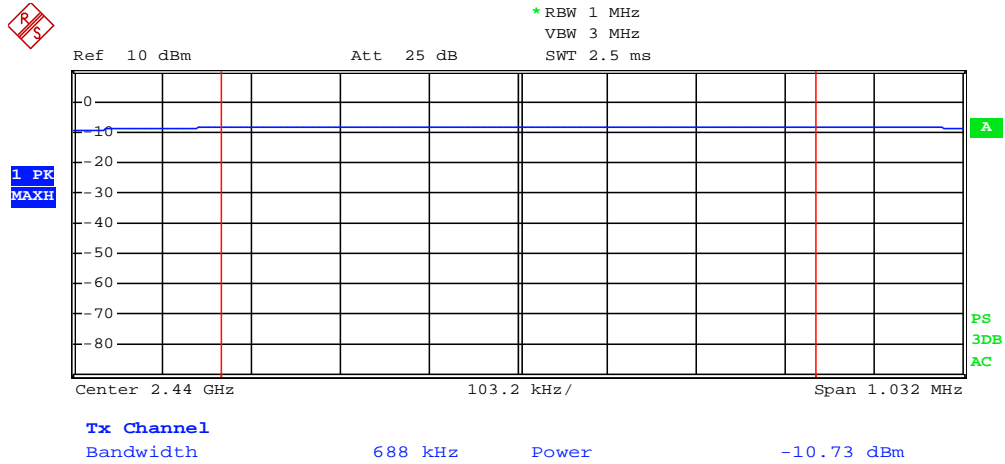 R S
* RBW 1 MHz
VBW 3 MHz
Ref 10 dBm Att 25 dB SWT 2.5 ms
0
-10
A
-20
1 PK
MAXH
-30
-40
-50
-60
-70
PS
-80
3DB
AC
Center 2.44 GHz 103.2 kHz/ Span 1.032 MHz
Tx Channel
Bandwidth 688 kHz Power -10.73 dBm